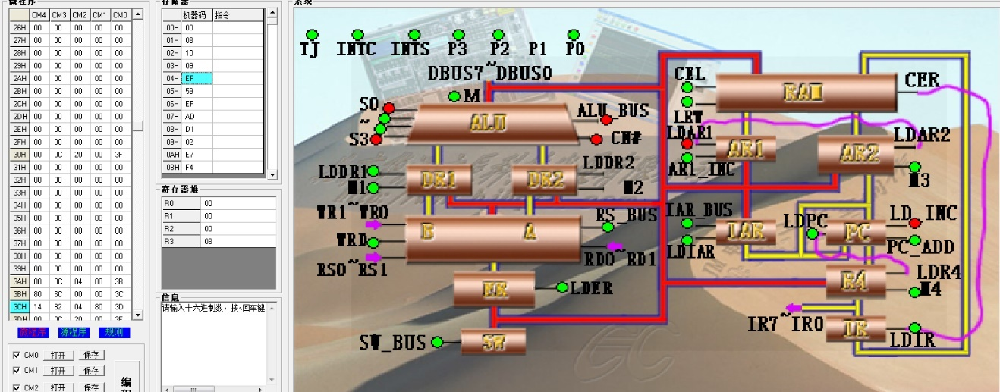 微程序
CM4 CM3 CM2 CM1 CM0
26H 00 00 00 00 00
27H 00 00 00 00 00
28H 00 00 00 00 00
29H 00 00 00 00 00
2AH 00 00 00 00 00
2BH 00 00 00 00 00
2CH 00 00 00 00 00
2DH 00 00 00 00 00
2EH 00 00 00 00 00
2FH 00 00 00 00 00
30H 00 0C 20 00 3F
31H 00 00 00 00 00
32H 00 00 00 00 00
33H 00 00 00 00 00
34H 00 00 00 00 00
35H 00 00 00 00 00
36H 00 00 00 00 00
37H 00 00 00 00 00
38H 00 00 00 00 00
39H 00 00 00 00 00
3AH 00 0C 04 00 3B
3BH 80 6C 00 00 3C
3CH 14 82 04 80 3D
3DH 00 0C 20 00 3F
微程序 源程序 规则
CM0 打开 保存
CM1 打开 保存
CM2 打开 保存
编
存储器
机器码 指令
00H 00
01H 08
02H 10
03H 09
04H EF
05H 59
06H EF
07H AD
08H D1
09H 02
0AH E7
0BH F4
寄存器堆
R0 00
R1 00
R2 00
R3 08
信息
请输入十六进制数，按<回车键
系统
TJ INTC INTS P3 P2 P1 P0
DBUS7~DBUS0
M
S0
~
S3
ALU
ALU_BUS
CN#
LDDR1
M1
DR1
DR2
LDDR2
M2
WR1~WR0
WRD
RS0~RS1
B
A
RS_BUS
RD0~RD1
ER
LDER
SW_BUS
SW
CEL
LRW
RAM
CER
LDAR1
AR1_INC
AR1
AR2
LDAR2
M3
IAR_BUS
LDIAR
IAR
LDPC
PC
LD_INC
PC_ADD
R4
LDR4
M4
IR7~IR0
IR
LDIR